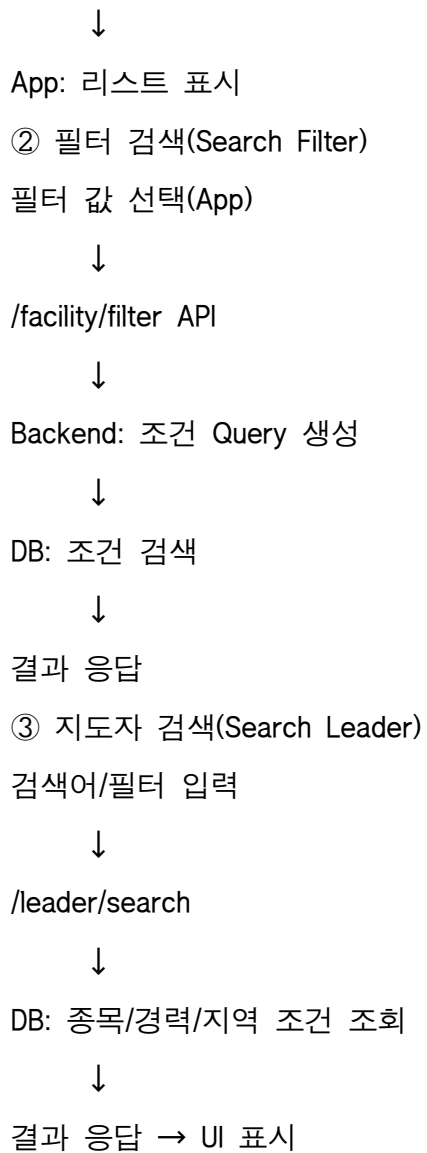 ↓
App: 리스트 표시
② 필터 검색(Search Filter)
필터 값 선택(App)
↓
/facility/filter API
↓
Backend: 조건 Query 생성
↓
DB: 조건 검색
↓
결과 응답
③ 지도자 검색(Search Leader)
검색어/필터 입력
↓
/leader/search
↓
DB: 종목/경력/지역 조건 조회
↓
결과 응답 → UI 표시